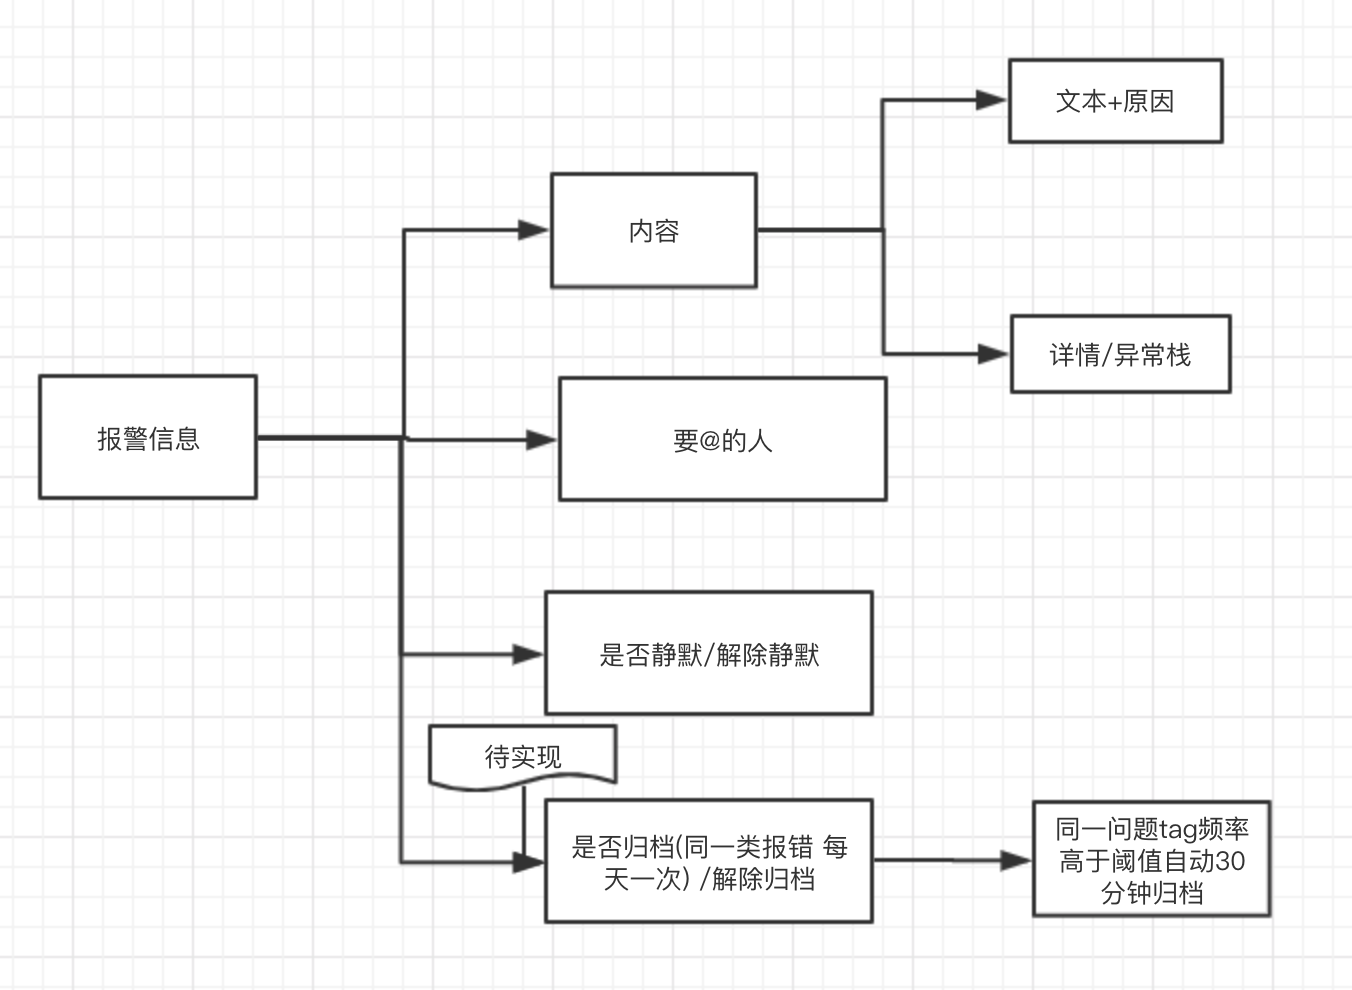 文本+原因
内容
详情/异常栈
报警信息
要@的人
是否静默/解除静默
待实现
是否归档(同一类报错 每
天一次) /解除归档
同一问题tag频率
高于阈值自动30
分钟归档